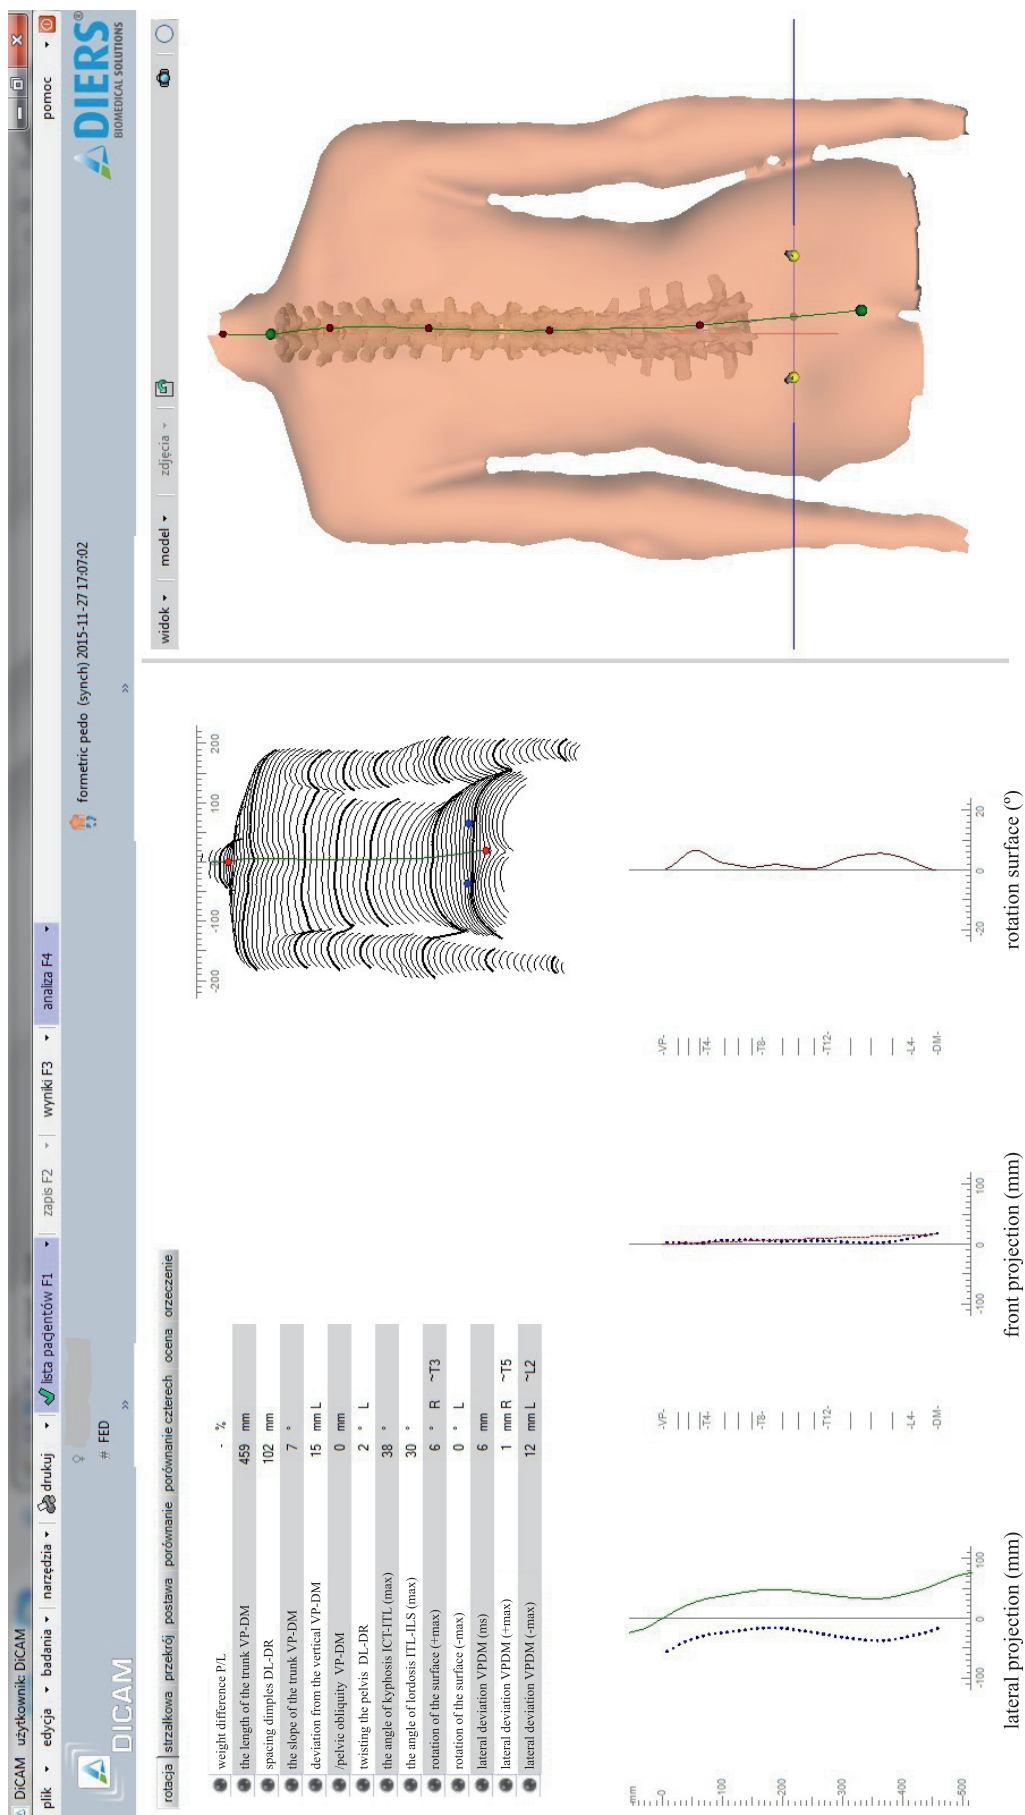 DiCAM użytkownik: DiCAM
plik edycja badania narzędzia drukuj lista pacjentów F1 zapis F2 wyniki F3 analiza F4 pomoc
DICAM
# FED
»
formetric pedo (synch) 2015-11-27 17:07:02
»
DIERS®
BIOMEDICAL SOLUTIONS
rotacja strzałkowa przekrój postawa porównanie porównanie czterech ocena orzeczenie
widok model zdjęcia
weight difference P/L - %
the length of the trunk VP-DM 459 mm
spacing dimples DL-DR 102 mm
the slope of the trunk VP-DM 7 °
deviation from the vertical VP-DM 15 mm L
/pelvic obliquity VP-DM 0 mm
twisting the pelvis DL-DR 2 ° L
the angle of kyphosis ICT-ITL (max) 38 °
the angle of lordosis ITL-ILS (max) 30 °
rotation of the surface (+max) 6 ° R ~T3
rotation of the surface (-max) 0 ° L
lateral deviation VPDM (ms) 6 mm
lateral deviation VPDM (+max) 1 mm R ~T5
lateral deviation VPDM (-max) 12 mm L ~L2
-200 -100 0 100 200
mm
-0
-100
-200
-300
-400
-500
-100 0 100
lateral projection (mm)
-VP-
-T4-
-T8-
-T12-
-L4-
-DM-
-100 0 100
front projection (mm)
-VP-
-T4-
-T8-
-T12-
-L4-
-DM-
-20 0 20
rotation surface (°)